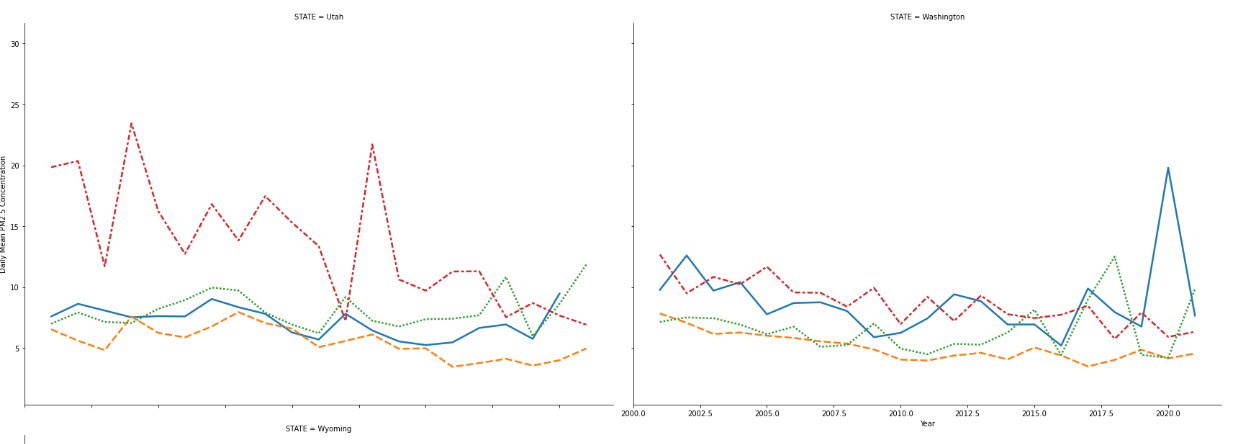 STATE = Utah
STATE = Washington
30
25
20
15
10
5
Daily Mean PM2.5 Concentration
2000.0 2002.5 2005.0 2007.5 2010.0 2012.5 2015.0 2017.5 2020.0
Year
STATE = Wyoming